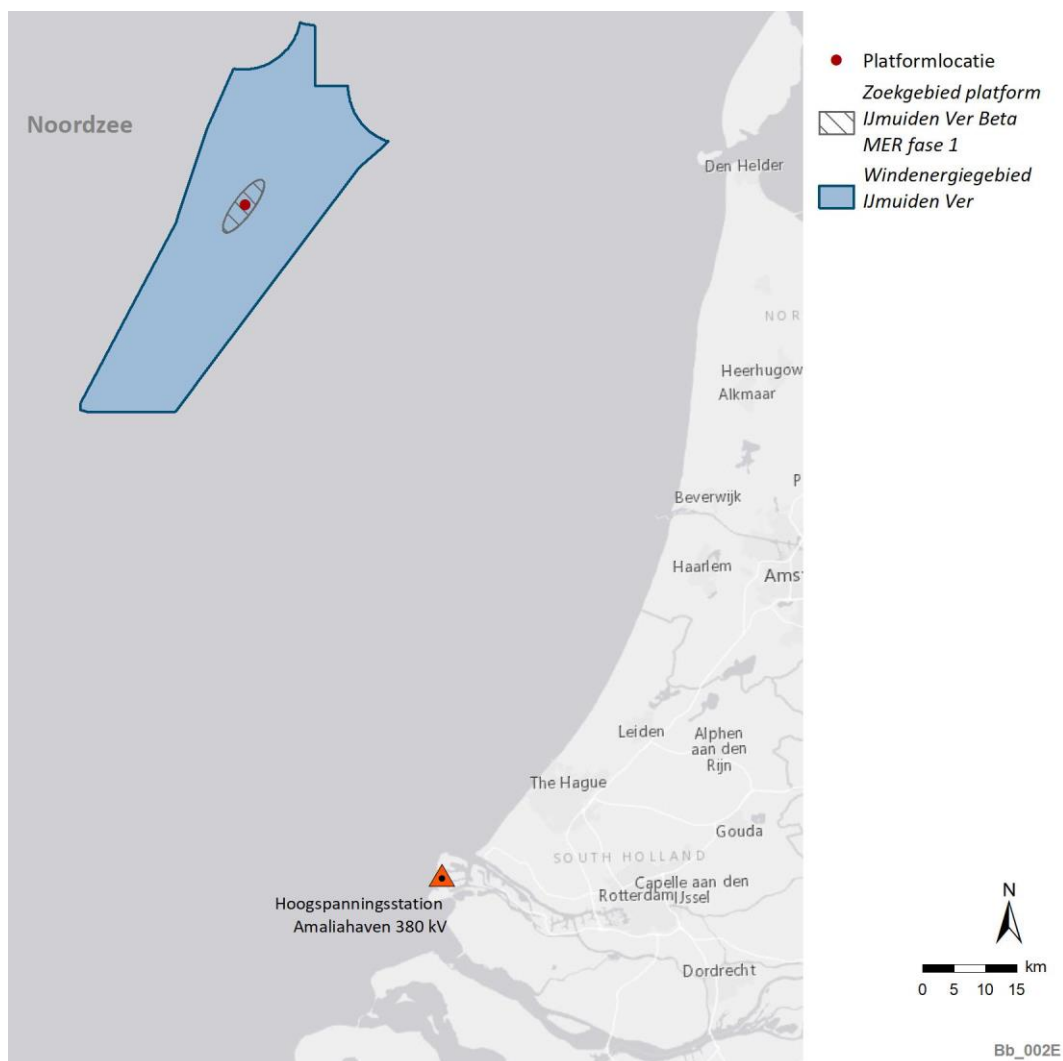 Noordzee
Platformlocatie
Zoekgebied platform
IJmuiden Ver Beta
MER fase 1
Windenergiegebied
IJmuiden Ver
Den Helder
NOR
Heerhugow
Alkmaar
P
Beverwijk
Haarlem
Amst
Leiden
Alphen
aan den
Rijn
The Hague
Gouda
SOUTH HOLLAND
Capelle aan den
IJssel
Rotterdam
Hoogspanningsstation
Amaliahaven 380 kV
Dordrecht
N
km
0 5 10 15
Bb_002E